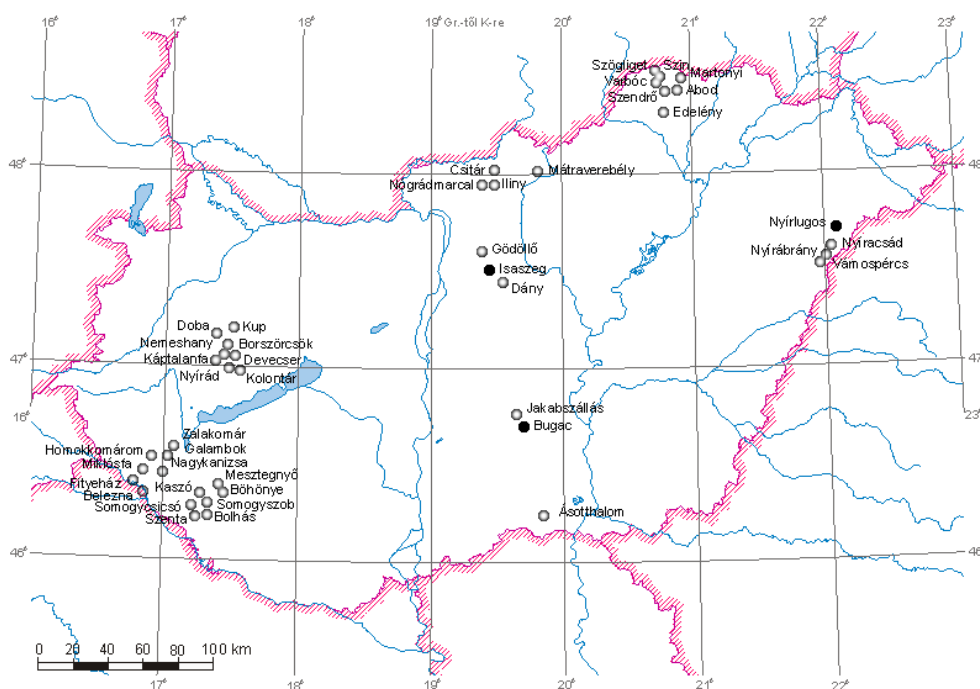 16° 17° 18° 19° Gr.-től K-re 20° 21° 22° 23°
Szögliget Szin
Varbóc Martonyi
Szendrő Abod
Edelény
48° 48°
Csitár Mátraverebély
Nógrádmarcal Iliny
Nyírlugos
Nyíracsád
Nyírábrány
Vámospércs
Gödöllő
Isaszeg
Dány
Doba Kup
Nemeshany Borszörcsök
Káptalanfa Devecser
Nyírád Kolontár
47° 47°
16° 23°
Jakabszállás
Bugac
Zalakomár
Galambok
Homokkomárom
Miklósfa Nagykanizsa
Fityeház
Belezna
Mesztegnyő
Kaszó Böhönye
Somogycsicsó Somogyszob
Szenta Bolhás
Ásotthalom
46° 46°
0 20 40 60 80 100 km
17° 18° 19° 20° 21° 22°